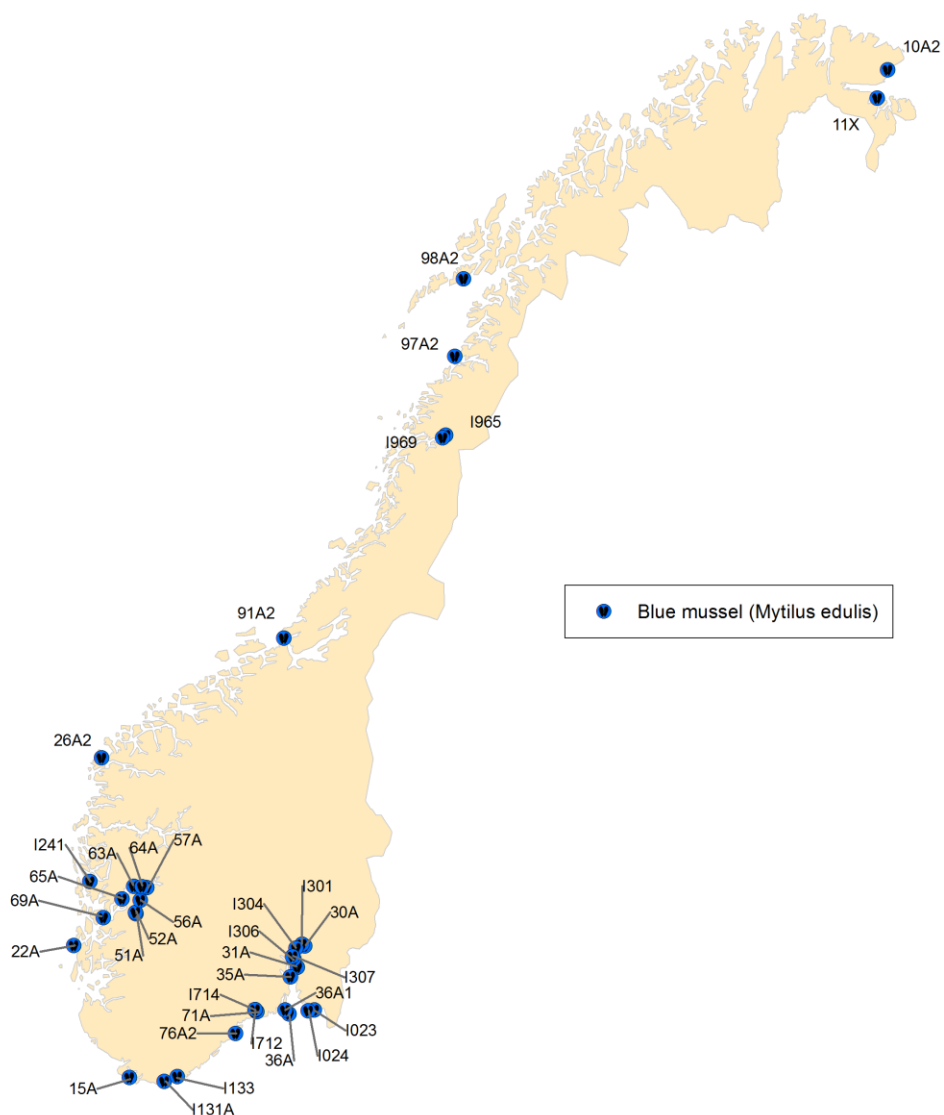 10A2
11X
98A2
97A2
I965
I969
Blue mussel (Mytilus edulis)
91A2
26A2
57A
I241
64A
63A
65A
69A
56A
52A
51A
22A
I301
I304
30A
I306
31A
35A
I307
I714
36A1
71A
I023
76A2
I712
I024
36A
15A
I133
I131A